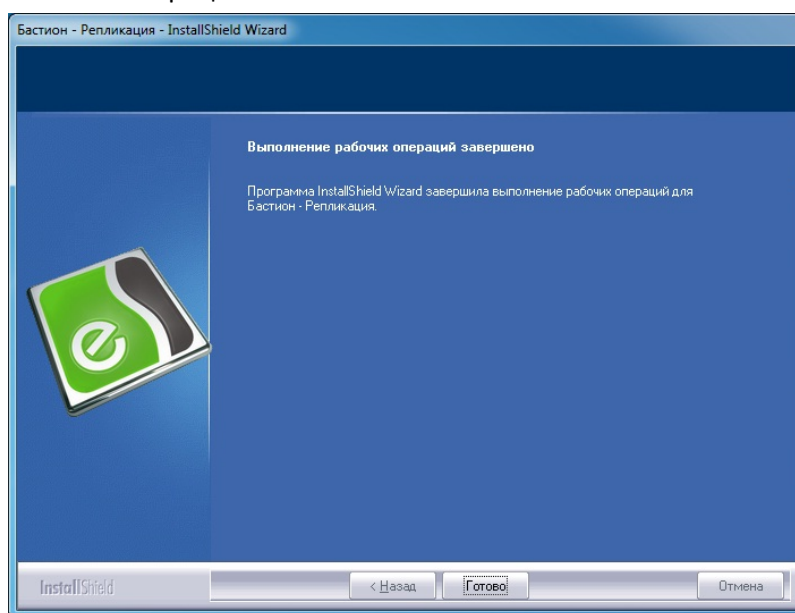 Бастион - Репликация - InstallShield Wizard
Выполнение рабочих операций завершено
Программа InstallShield Wizard завершила выполнение рабочих операций для
Бастион - Репликация.
InstallShield
< Назад
Готово
Отмена